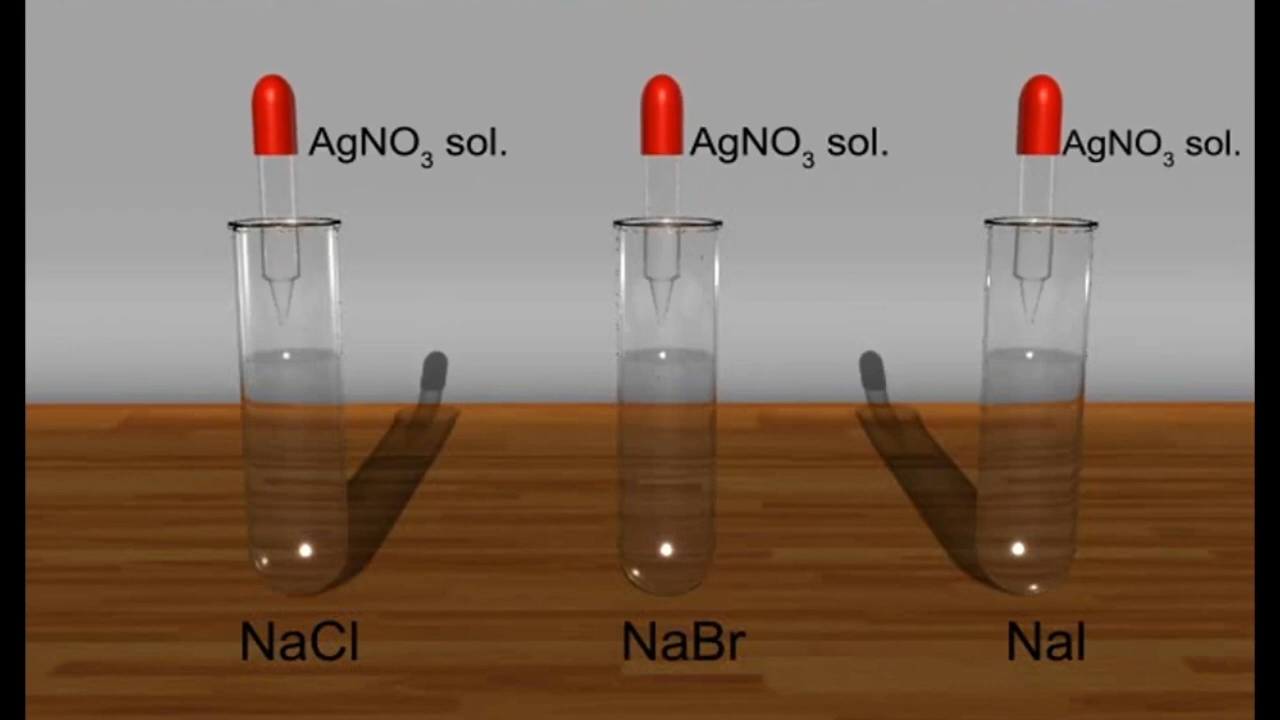 AgNO₃ sol.
AgNO₃ sol.
AgNO₃ sol.
NaCl
NaBr
NaI